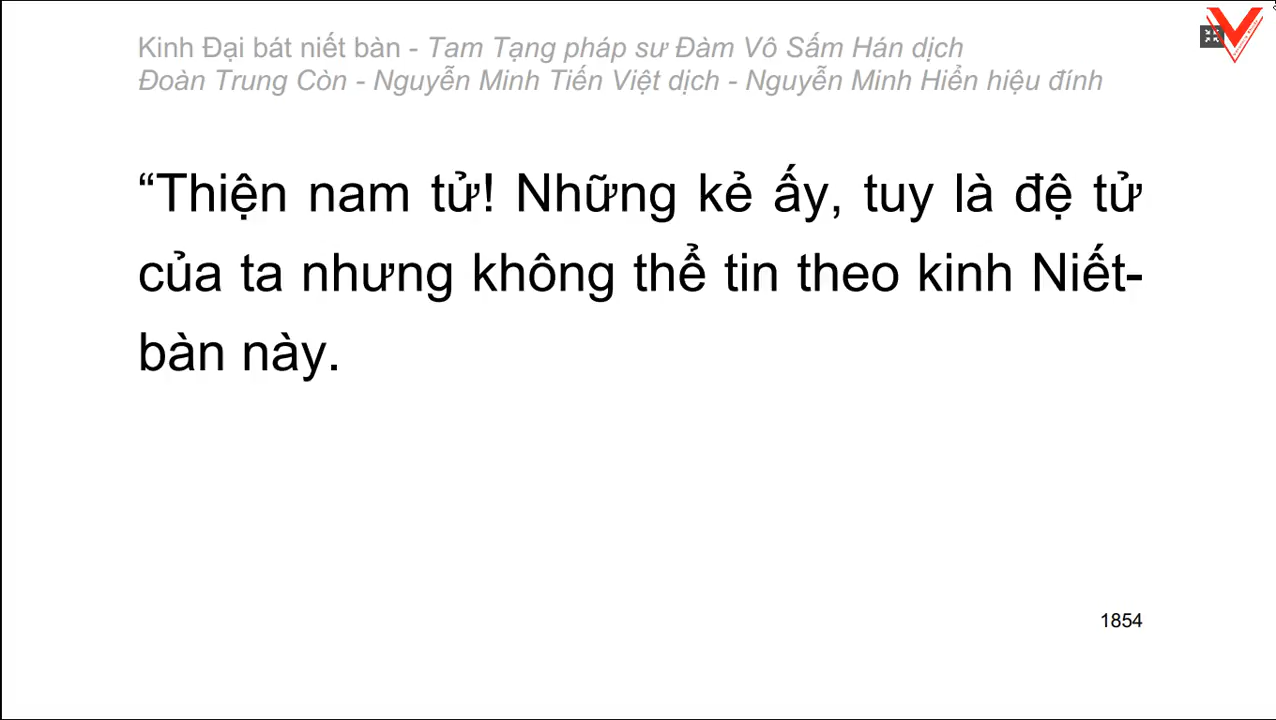 Kinh Đại bát niết bàn - Tam Tạng pháp sư Đàm Vô Sấm Hán dịch
Đoàn Trung Còn - Nguyễn Minh Tiến Việt dịch - Nguyễn Minh Hiển hiệu đính
“Thiện nam tử! Những kẻ ấy, tuy là đệ tử
của ta nhưng không thể tin theo kinh Niết-
bàn này.
1854